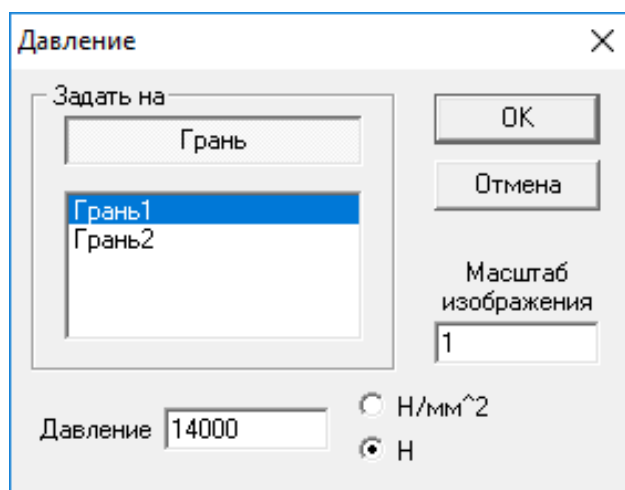 Давление
Задать на
Грань
Грань1
Грань2
OK
Отмена
Масштаб
изображения
1
Давление 14000
Н/мм^2
Н